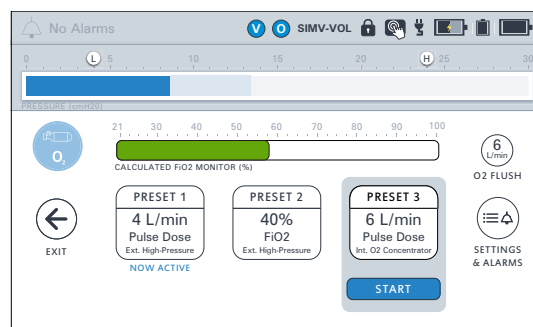 No Alarms
V O SIMV-VOL
0 L 5 10 15 20 H 25 30
PRESSURE (cmH20)
21 30 40 50 60 70 80 90 100
O2
CALCULATED FiO2 MONITOR (%)
6
L/min
O2 FLUSH
PRESET 1
4 L/min
Pulse Dose
Ext. High-Pressure
NOW ACTIVE
PRESET 2
40%
FiO2
Ext. High-Pressure
PRESET 3
6 L/min
Pulse Dose
Int. O2 Concentrator
START
EXIT
SETTINGS
& ALARMS